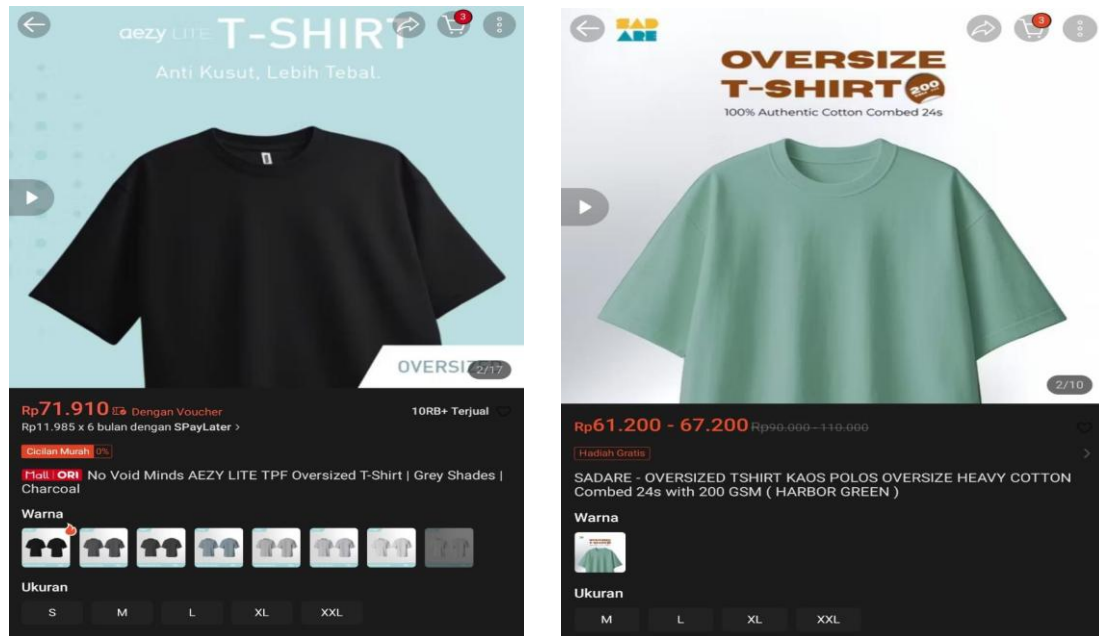 aezy LITE T-SHIRT
3
Anti Kusut, Lebih Tebal.
OVERSIZED
2/17
Rp71.910 Dengan Voucher
10RB+ Terjual
Rp11.985 x 6 bulan dengan SPayLater >
Cicilan Murah 0%
Mall ORI No Void Minds AEZY LITE TPF Oversized T-Shirt | Grey Shades |
Charcoal
Warna
Ukuran
S M L XL XXL
SADARE
3
OVERSIZE
T-SHIRT 200
100% Authentic Cotton Combed 24s
2/10
Rp61.200 - 67.200 Rp90.000-110.000
Hadiah Gratis
SADARE - OVERSIZED TSHIRT KAOS POLOS OVERSIZE HEAVY COTTON
Combed 24s with 200 GSM ( HARBOR GREEN )
Warna
Ukuran
M L XL XXL